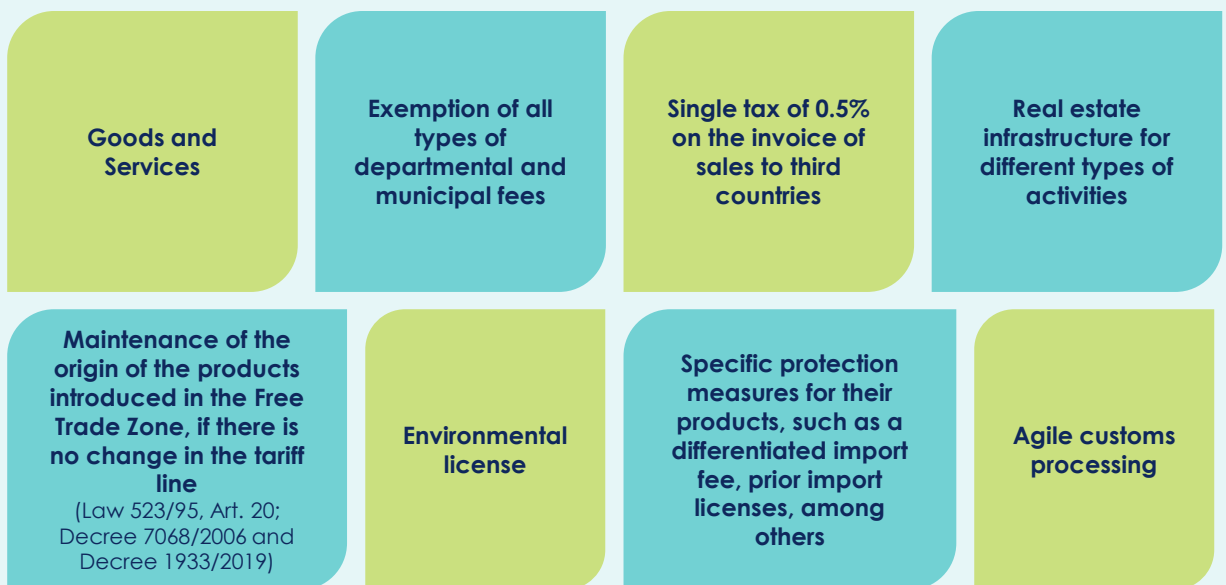 Goods and
Services
Exemption of all
types of
departmental and
municipal fees
Single tax of 0.5%
on the invoice of
sales to third
countries
Real estate
infrastructure for
different types of
activities
Maintenance of the
origin of the products
introduced in the Free
Trade Zone, if there is
no change in the tariff
line
(Law 523/95, Art. 20;
Decree 7068/2006 and
Decree 1933/2019)
Environmental
license
Specific protection
measures for their
products, such as a
differentiated import
fee, prior import
licenses, among
others
Agile customs
processing